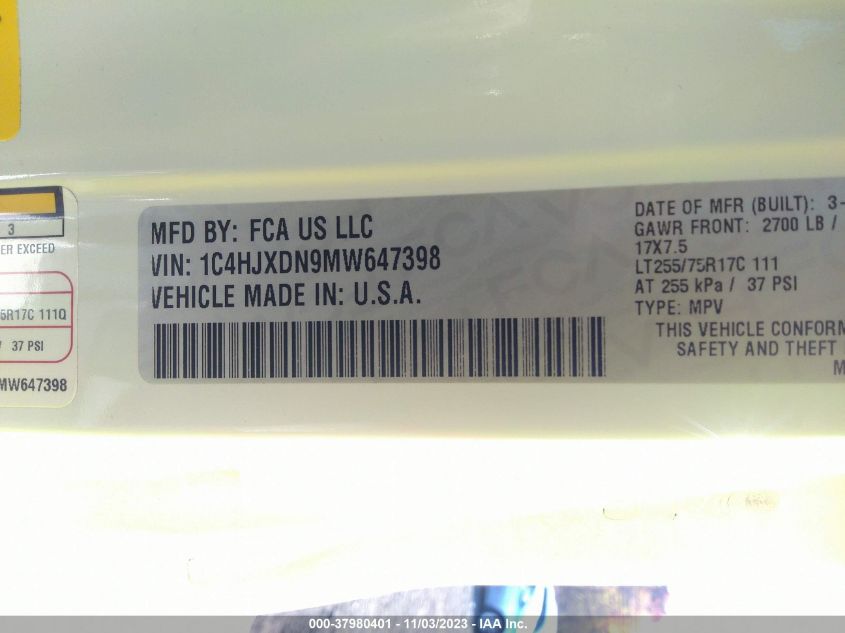 3
ER EXCEED
5R17C 111Q
/ 37 PSI
MW647398
MFD BY: FCA US LLC
VIN: 1C4HJXDN9MW647398
VEHICLE MADE IN: U.S.A.
DATE OF MFR (BUILT): 3-
GAWR FRONT: 2700 LB /
17X7.5
LT255/75R17C 111
AT 255 kPa / 37 PSI
TYPE: MPV
THIS VEHICLE CONFORM
SAFETY AND THEFT
M
000-37980401 - 11/03/2023 - IAA Inc.